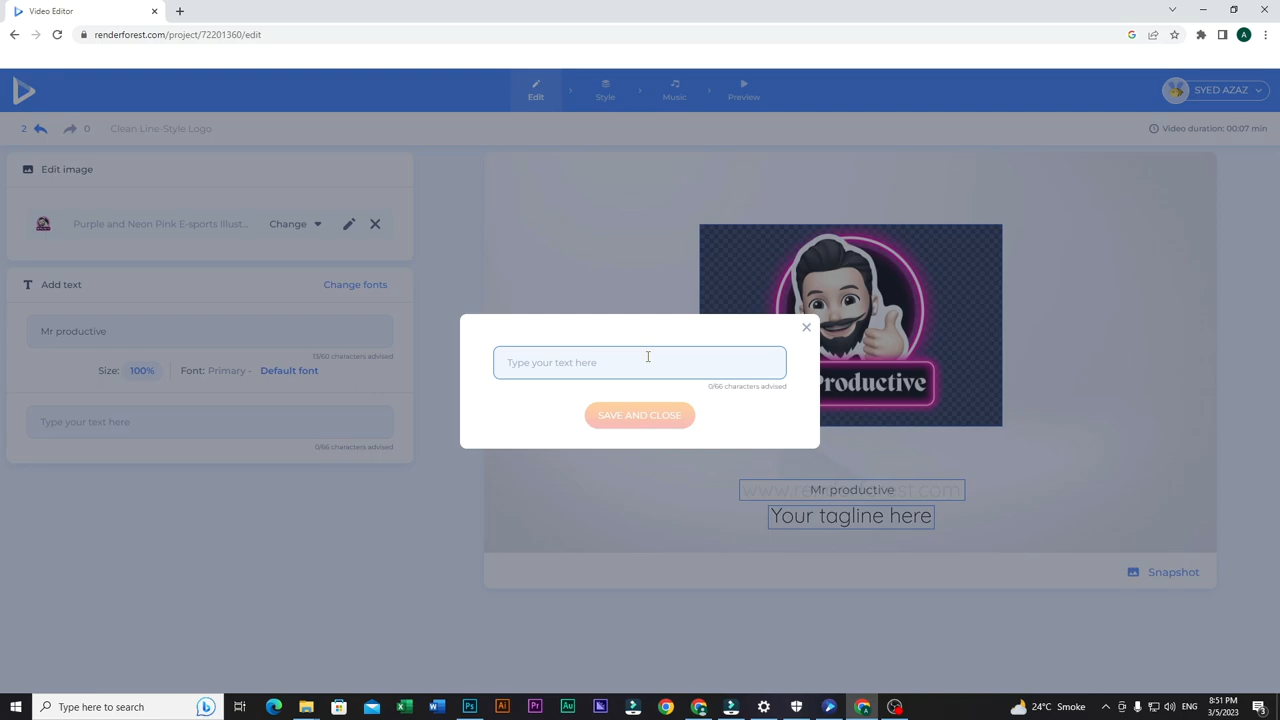 Video Editor
renderforest.com/project/72201360/edit
A
Edit
Style
Music
Preview
SYED AZAZ
2
0
Clean Line-Style Logo
Video duration: 00:07 min
Edit image
Purple and Neon Pink E-sports Illust...
Change
Add text
Change fonts
Mr productive
13/60 characters advised
Size: 100% Font: Primary - Default font
Type your text here
0/66 characters advised
Type your text here
0/66 characters advised
SAVE AND CLOSE
Productive
Mr productive
Your tagline here
Snapshot
Type here to search
24°C Smoke
ENG
8:51 PM
3/5/2023